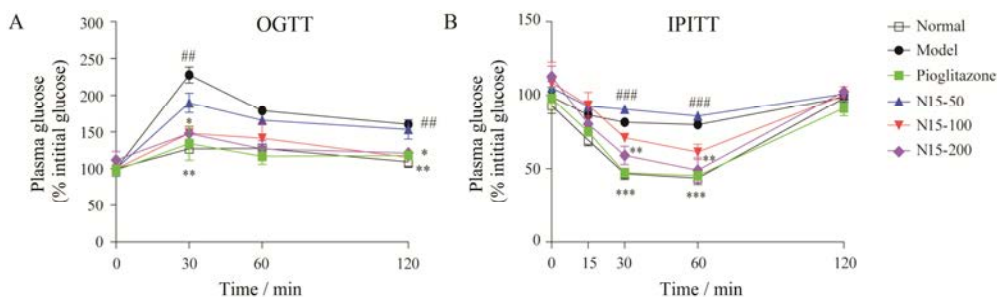 A
OGTT
Plasma glucose
(% intitial glucose)
300
250
200
150
100
50
0
##
*
**
##
*
**
0
30
60
120
Time / min
B
IPITT
Plasma glucose
(% intitial glucose)
150
100
50
0
###
###
**
**
***
***
0
15
30
60
120
Time / min
Normal
Model
Pioglitazone
N15-50
N15-100
N15-200